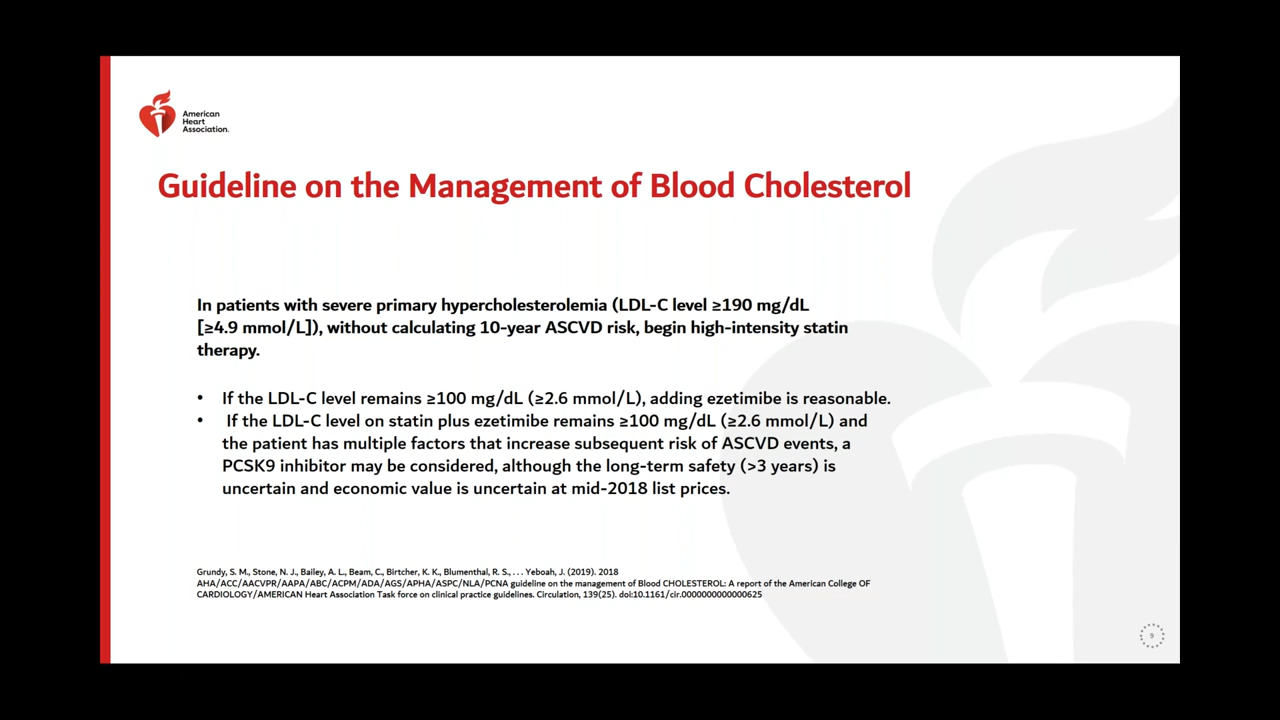 American
Heart
Association.
Guideline on the Management of Blood Cholesterol
In patients with severe primary hypercholesterolemia (LDL-C level ≥190 mg/dL
[≥4.9 mmol/L]), without calculating 10-year ASCVD risk, begin high-intensity statin
therapy.
• If the LDL-C level remains ≥100 mg/dL (≥2.6 mmol/L), adding ezetimibe is reasonable.
• If the LDL-C level on statin plus ezetimibe remains ≥100 mg/dL (≥2.6 mmol/L) and
the patient has multiple factors that increase subsequent risk of ASCVD events, a
PCSK9 inhibitor may be considered, although the long-term safety (>3 years) is
uncertain and economic value is uncertain at mid-2018 list prices.
Grundy, S. M., Stone, N. J., Bailey, A. L., Beam, C., Birtcher, K. K., Blumenthal, R. S., . . . Yeboah, J. (2019). 2018
AHA/ACC/AACVPR/AAPA/ABC/ACPM/ADA/AGS/APHA/ASPC/NLA/PCNA guideline on the management of Blood CHOLESTEROL: A report of the American College OF
CARDIOLOGY/AMERICAN Heart Association Task force on clinical practice guidelines. Circulation, 139(25). doi:10.1161/cir.0000000000000625
9